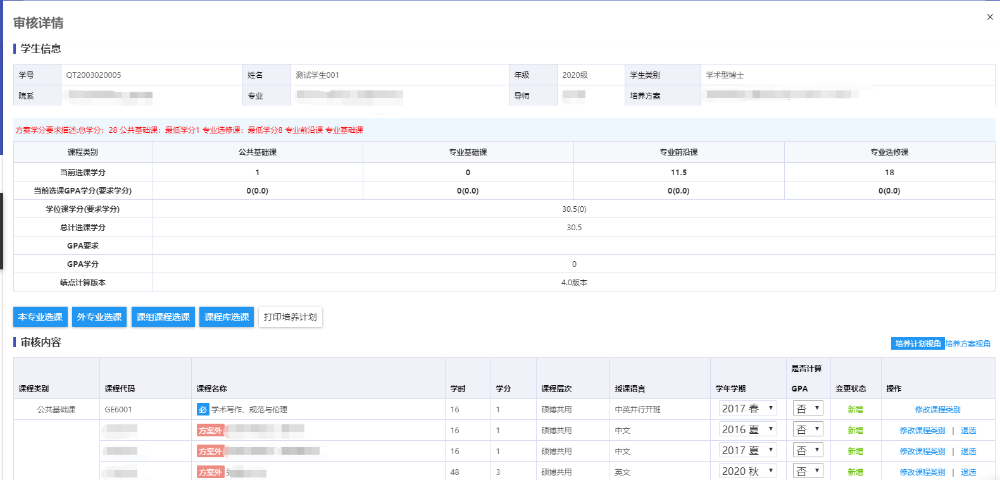 审核详情
×
学生信息
学号 QT2003020005 姓名 测试学生001 年级 2020级 学生类别 学术型博士
院系 专业 导师 培养方案
方案学分要求描述:总学分：28 公共基础课：最低学分1 专业选修课：最低学分8 专业前沿课 专业基础课
课程类别 公共基础课 专业基础课 专业前沿课 专业选修课
当前选课学分 1 0 11.5 18
当前选课GPA学分(要求学分) 0(0.0) 0(0.0) 0(0.0) 0(0.0)
学位课学分(要求学分) 30.5(0)
总计选课学分 30.5
GPA要求
GPA学分 0
绩点计算版本 4.0版本
本专业选课 外专业选课 课组课程选课 课程库选课 打印培养计划
审核内容 培养计划视角 培养方案视角
课程类别 课程代码 课程名称 学时 学分 课程层次 授课语言 学年学期 是否计算GPA 变更状态 操作
公共基础课 GE6001 必 学术写作、规范与伦理 16 1 硕博共用 中英并行开班 2017 春 否 新增 修改课程类别
方案外 16 1 硕博共用 中文 2016 夏 否 新增 修改课程类别 | 退选
方案外 16 1 硕博共用 中文 2017 夏 否 新增 修改课程类别 | 退选
方案外 48 3 硕博共用 英文 2020 秋 否 新增 修改课程类别 | 退选